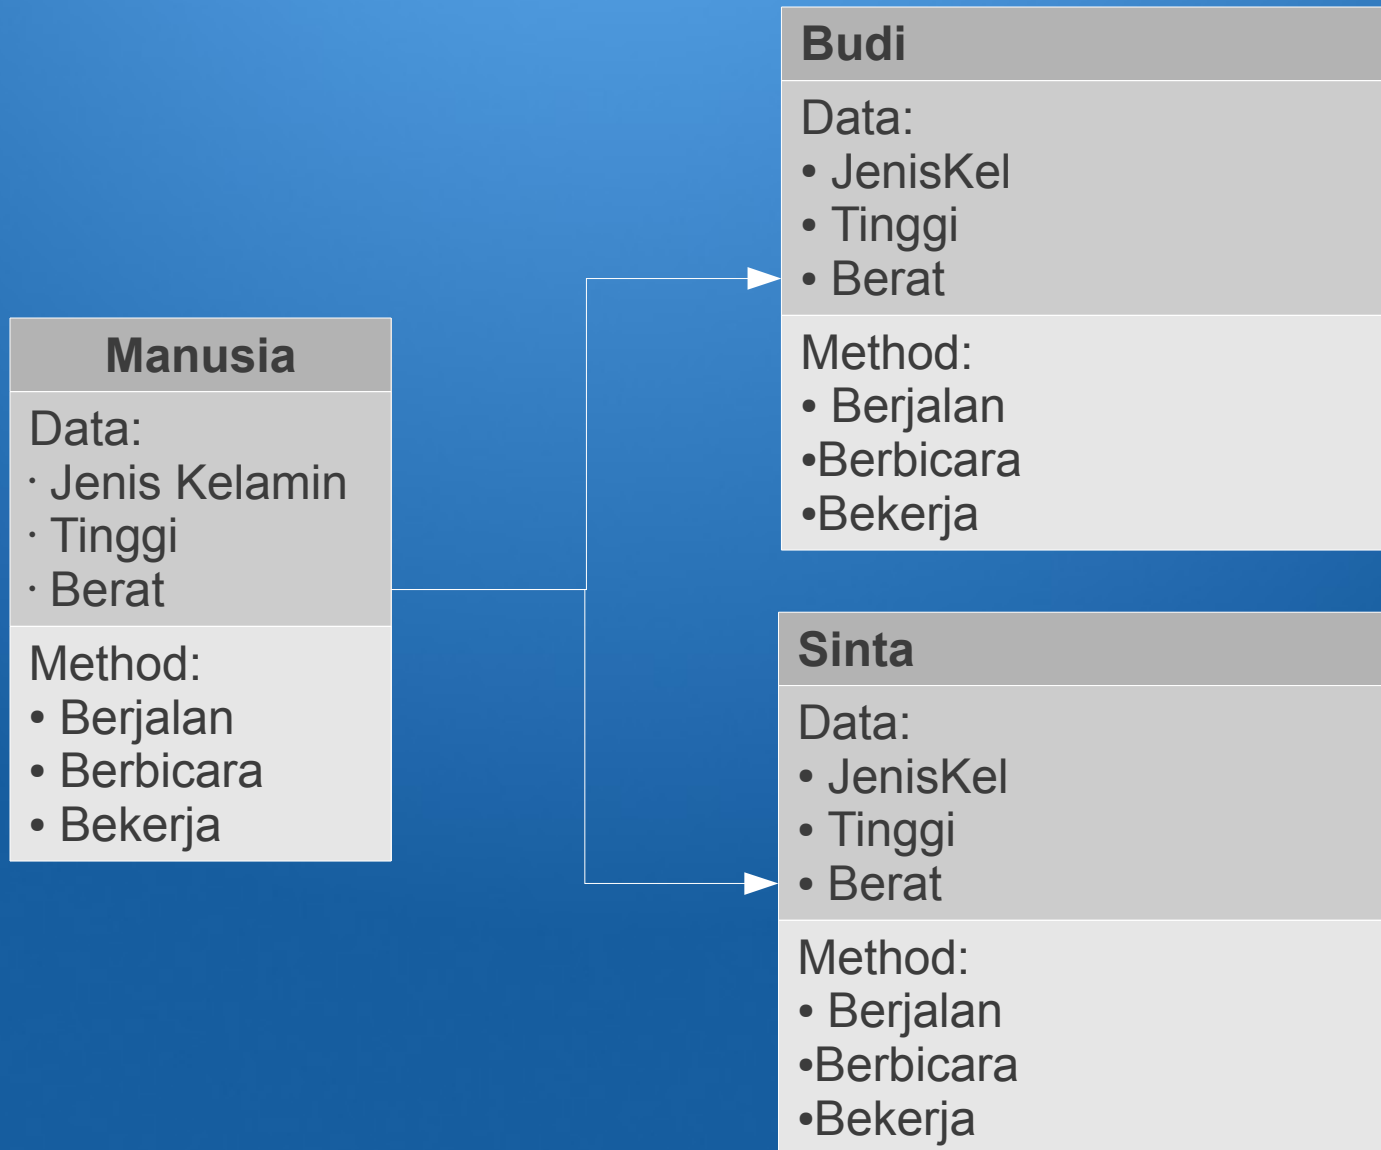 Manusia
Data:
· Jenis Kelamin
· Tinggi
· Berat
Method:
• Berjalan
• Berbicara
• Bekerja
Budi
Data:
• JenisKel
• Tinggi
• Berat
Method:
• Berjalan
•Berbicara
•Bekerja
Sinta
Data:
• JenisKel
• Tinggi
• Berat
Method:
• Berjalan
•Berbicara
•Bekerja